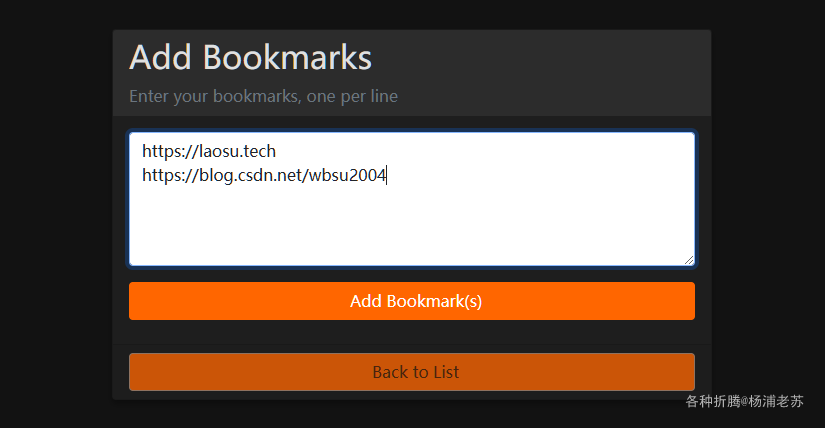 Add Bookmarks
Enter your bookmarks, one per line
https://laosu.tech
https://blog.csdn.net/wbsu2004
Add Bookmark(s)
Back to List
各种折腾@杨浦老苏